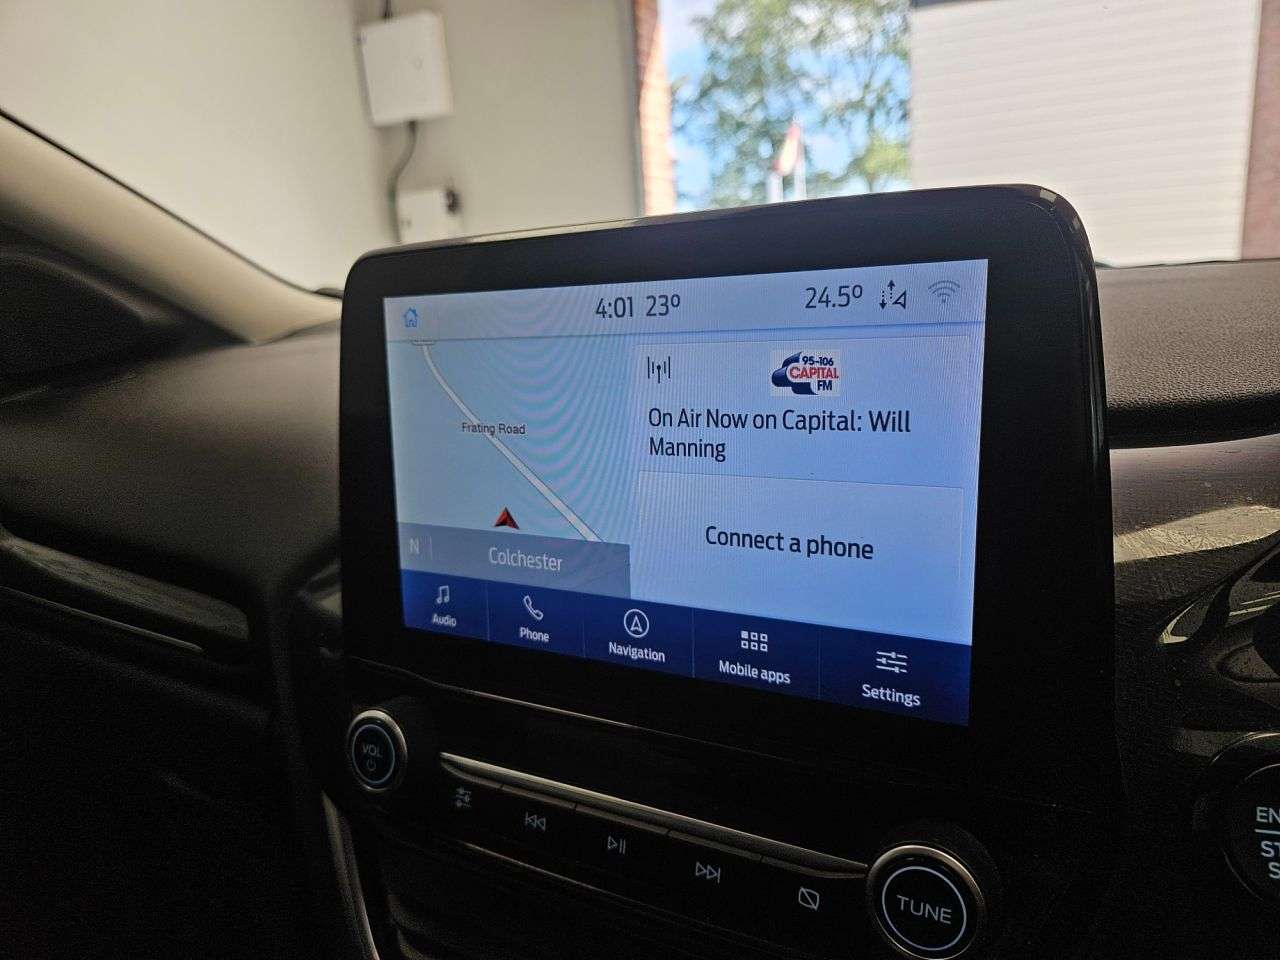 4:01 23° 24.5°
95-106
CAPITAL
FM
On Air Now on Capital: Will
Manning
Frating Road
Connect a phone
N
Colchester
Audio
Phone
Navigation
Mobile apps
Settings
VOL
TUNE